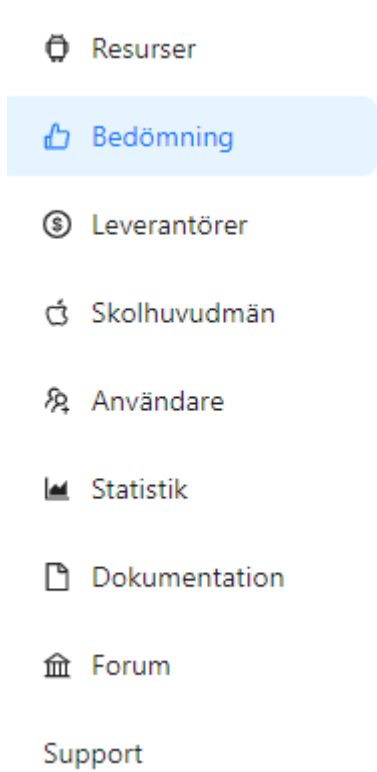 Resurser
Bedömning
Leverantörer
Skolhuvudmän
Användare
Statistik
Dokumentation
Forum
Support